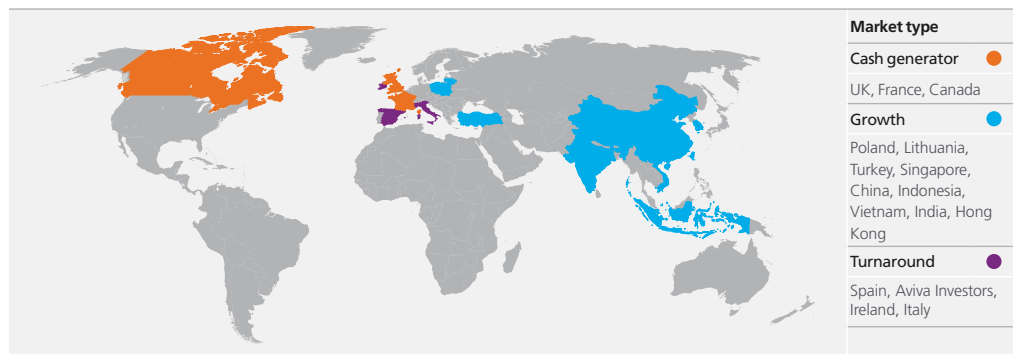 Market type
Cash generator
UK, France, Canada
Growth
Poland, Lithuania,
Turkey, Singapore,
China, Indonesia,
Vietnam, India, Hong
Kong
Turnaround
Spain, Aviva Investors,
Ireland, Italy